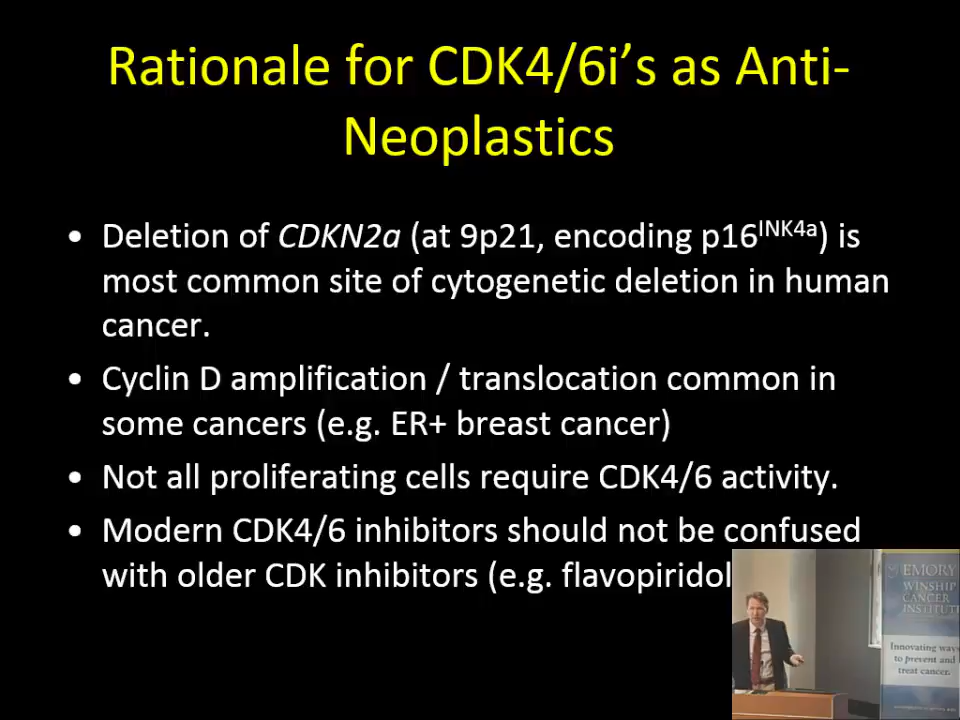 Rationale for CDK4/6i’s as Anti-
Neoplastics
• Deletion of CDKN2a (at 9p21, encoding p16INK4a) is
most common site of cytogenetic deletion in human
cancer.
• Cyclin D amplification / translocation common in
some cancers (e.g. ER+ breast cancer)
• Not all proliferating cells require CDK4/6 activity.
• Modern CDK4/6 inhibitors should not be confused
with older CDK inhibitors (e.g. flavopiridol
EMORY
WINSHIP
CANCER
INSTITUTE
Innovating ways
to prevent and
treat cancer.